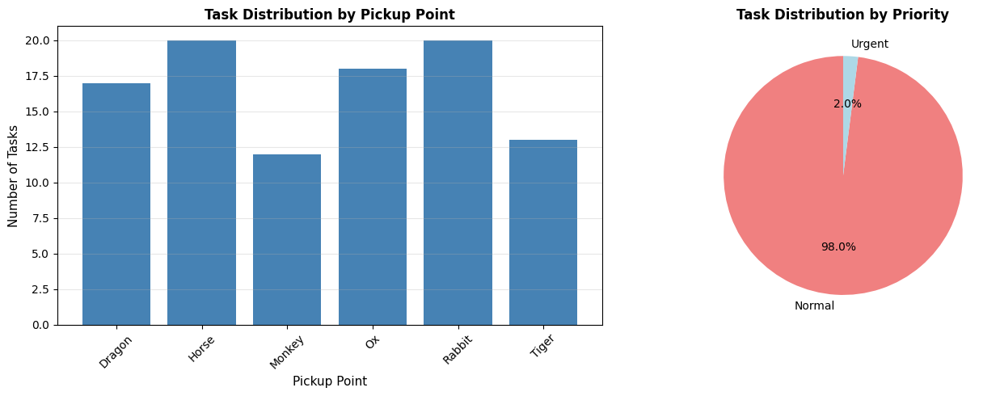 Task Distribution by Pickup Point
Number of Tasks
20.0
17.5
15.0
12.5
10.0
7.5
5.0
2.5
0.0
Dragon
Horse
Monkey
Ox
Rabbit
Tiger
Pickup Point
Task Distribution by Priority
Urgent
2.0%
98.0%
Normal